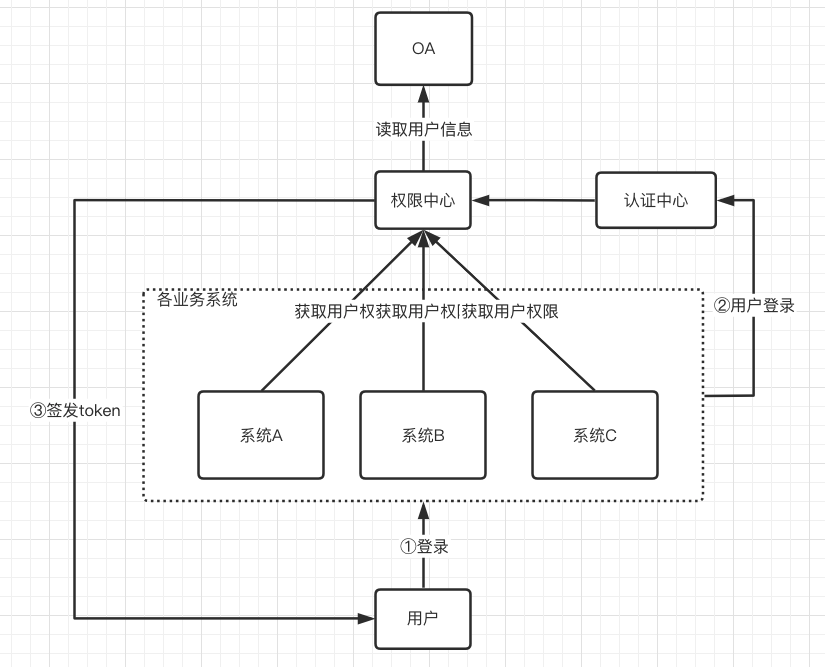 OA
读取用户信息
权限中心
认证中心
各业务系统
②用户登录
获取用户权
获取用户权
获取用户权限
③签发token
系统A
系统B
系统C
①登录
用户